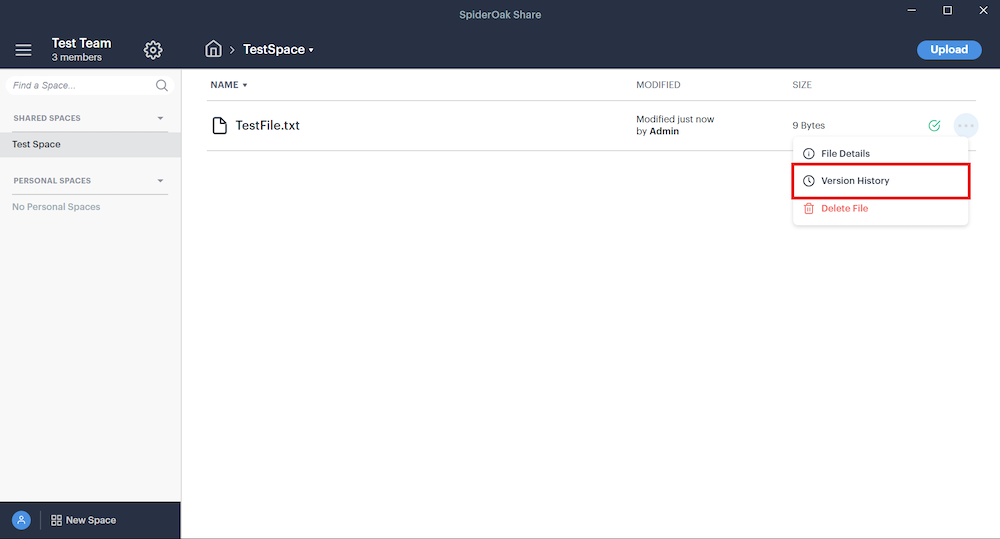 SpiderOak Share
Test Team
3 members
TestSpace
Upload
Find a Space...
SHARED SPACES
Test Space
PERSONAL SPACES
No Personal Spaces
NAME
MODIFIED
SIZE
TestFile.txt
Modified just now
by Admin
9 Bytes
File Details
Version History
Delete File
New Space